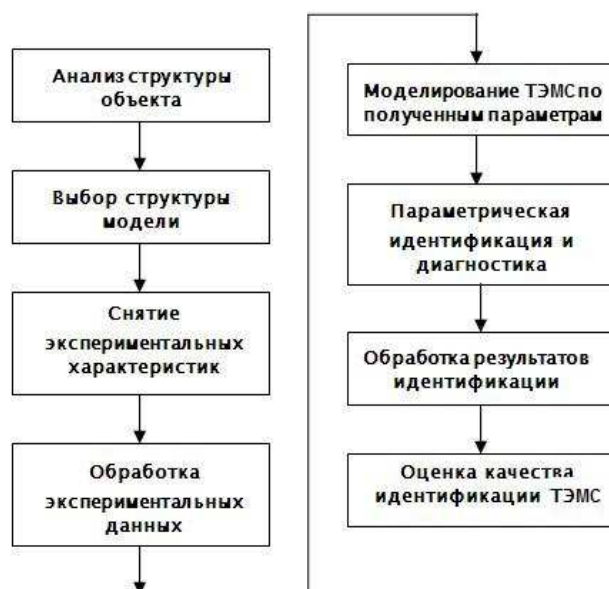 Анализ структуры
объекта
Выбор структуры
модели
Снятие
экспериментальных
характеристик
Обработка
экспериментальных
данных
Моделирование ТЭМС по
полученным параметрам
Параметрическая
идентификация и
диагностика
Обработка результатов
идентификации
Оценка качества
идентификации ТЭМС